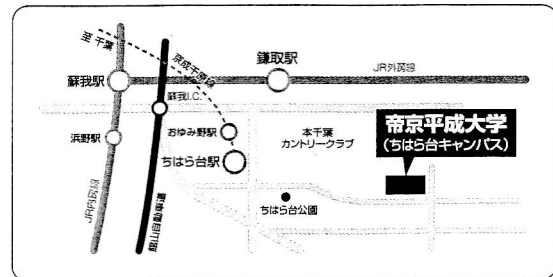 至 千葉
京成千原線
鎌取駅
JR外房線
蘇我駅
蘇我I.C.
帝京平成大学
(ちはら台キャンパス)
おゆみ野駅
本千葉
カントリークラブ
浜野駅
ちはら台駅
ちはら台公園
JR内房線
館山自動車道